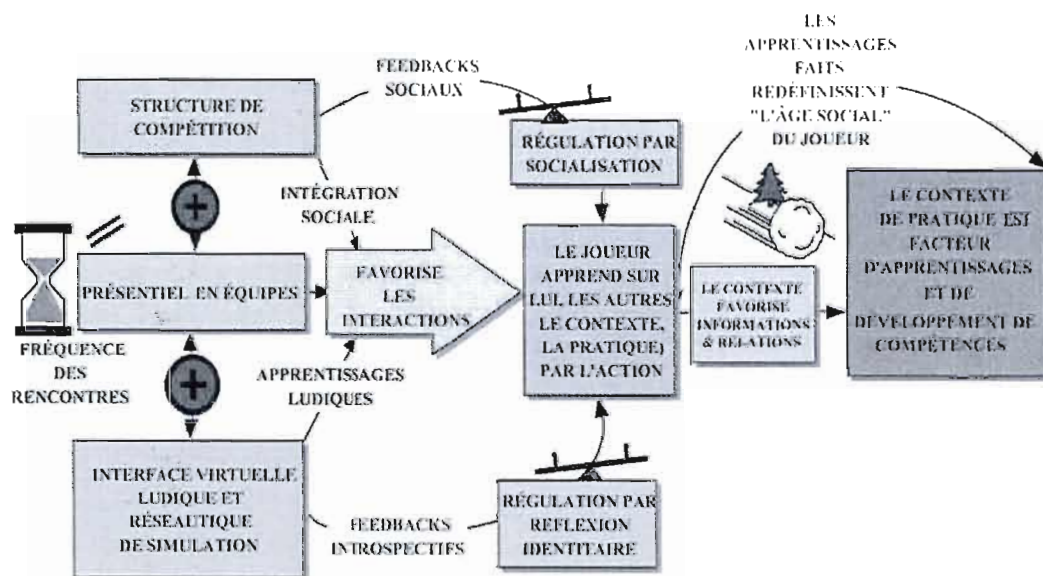 STRUCTURE DE
COMPÉTITION
FEEDBACKS
SOCIAUX
RÉGULATION PAR
SOCIALISATION
LES
APPRENTISSAGES
FAITS
REDÉFINISSENT
"L'ÂGE SOCIAL"
DU JOUEUR
INTÉGRATION
SOCIALE
FRÉQUENCE
DES
RENCONTRES
PRÉSENTIEL EN ÉQUIPES
FAVORISE
LES
INTERACTIONS
LE JOUEUR
APPREND SUR
LUI, LES AUTRES
LE CONTEXTE,
LA PRATIQUE)
PAR L'ACTION
LE CONTEXTE
FAVORISE
INFORMATIONS
& RELATIONS
LE CONTEXTE
DE PRATIQUE EST
FACTEUR
D'APPRENTISSAGES
ET DE
DÉVELOPPEMENT DE
COMPÉTENCES
APPRENTISSAGES
LUDIQUES
INTERFACE VIRTUELLE
LUDIQUE ET
RÉSEAUTIQUE
DE SIMULATION
FEEDBACKS
INTROSPECTIFS
RÉGULATION PAR
REFLEXION
IDENTITAIRE